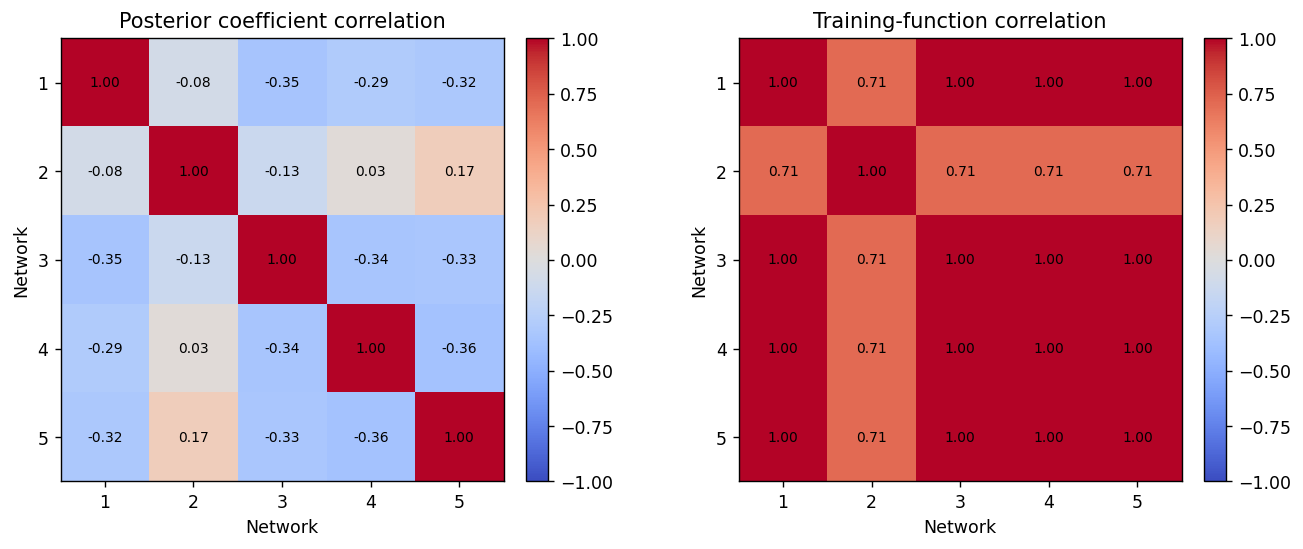 Posterior coefficient correlation
1 1.00 -0.08 -0.35 -0.29 -0.32
2 -0.08 1.00 -0.13 0.03 0.17
3 -0.35 -0.13 1.00 -0.34 -0.33
4 -0.29 0.03 -0.34 1.00 -0.36
5 -0.32 0.17 -0.33 -0.36 1.00
1 2 3 4 5
Network
Network
1.00
0.75
0.50
0.25
0.00
−0.25
−0.50
−0.75
−1.00
Training-function correlation
1 1.00 0.71 1.00 1.00 1.00
2 0.71 1.00 0.71 0.71 0.71
3 1.00 0.71 1.00 1.00 1.00
4 1.00 0.71 1.00 1.00 1.00
5 1.00 0.71 1.00 1.00 1.00
1 2 3 4 5
Network
Network
1.00
0.75
0.50
0.25
0.00
−0.25
−0.50
−0.75
−1.00